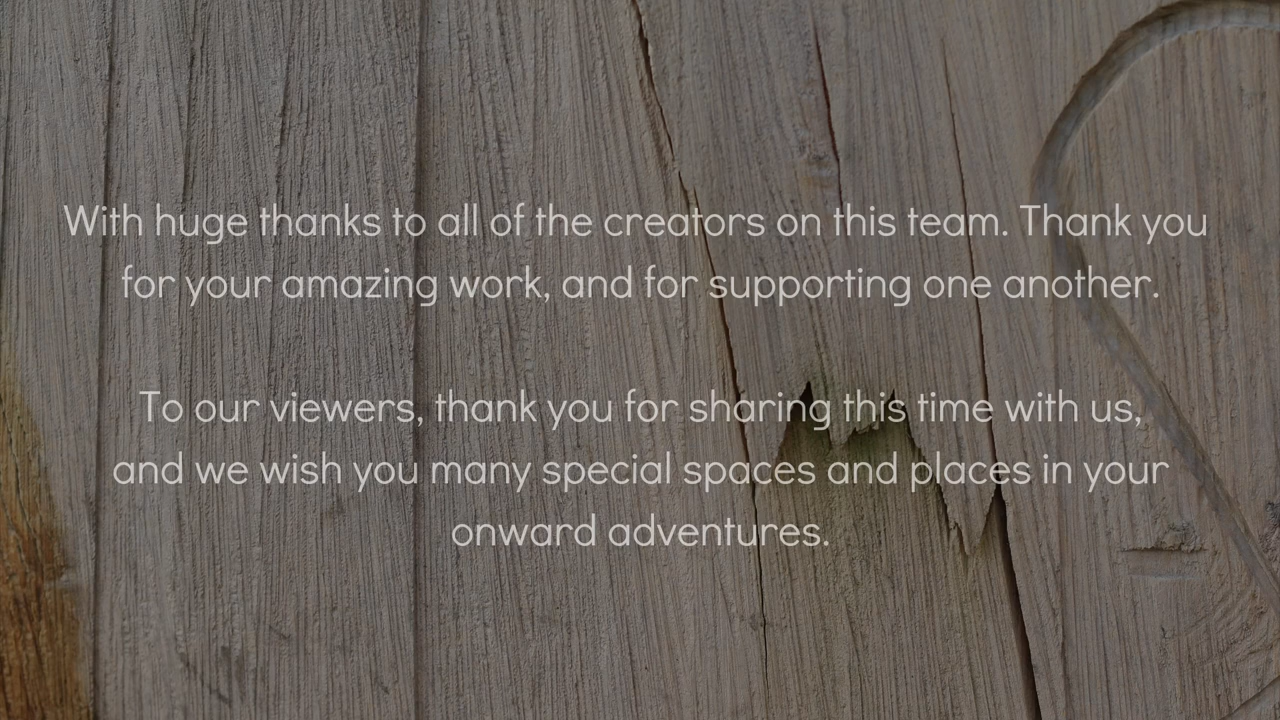 With huge thanks to all of the creators on this team. Thank you
for your amazing work, and for supporting one another.
To our viewers, thank you for sharing this time with us,
and we wish you many special spaces and places in your
onward adventures.